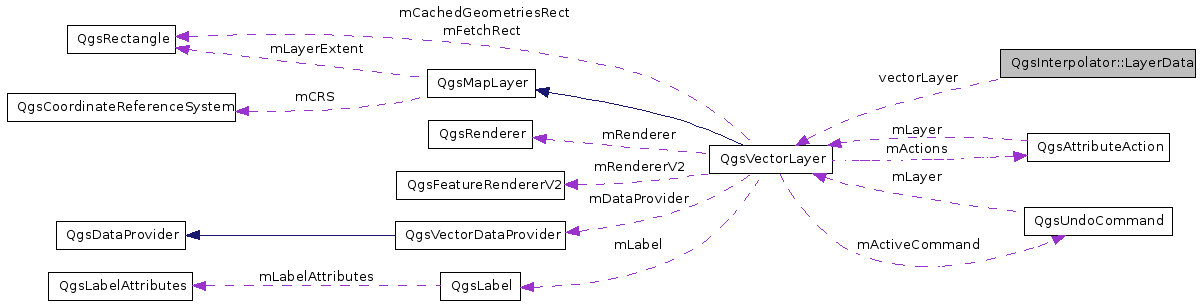 mCachedGeometriesRect
mFetchRect
QgsRectangle
mLayerExtent
QgsInterpolator::LayerData
vectorLayer
QgsMapLayer
mCRS
QgsCoordinateReferenceSystem
QgsRenderer
mRenderer
mLayer
QgsAttributeAction
mActions
QgsVectorLayer
mRendererV2
mLayer
QgsFeatureRendererV2
mDataProvider
QgsUndoCommand
QgsDataProvider
QgsVectorDataProvider
mLabel
mActiveCommand
mLabelAttributes
QgsLabelAttributes
QgsLabel